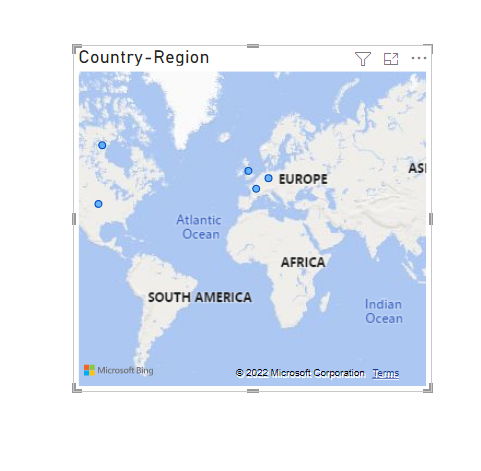 Country-Region
EUROPE
ASI
Atlantic
Ocean
AFRICA
SOUTH AMERICA
Indian
Ocean
Microsoft Bing
© 2022 Microsoft Corporation Terms